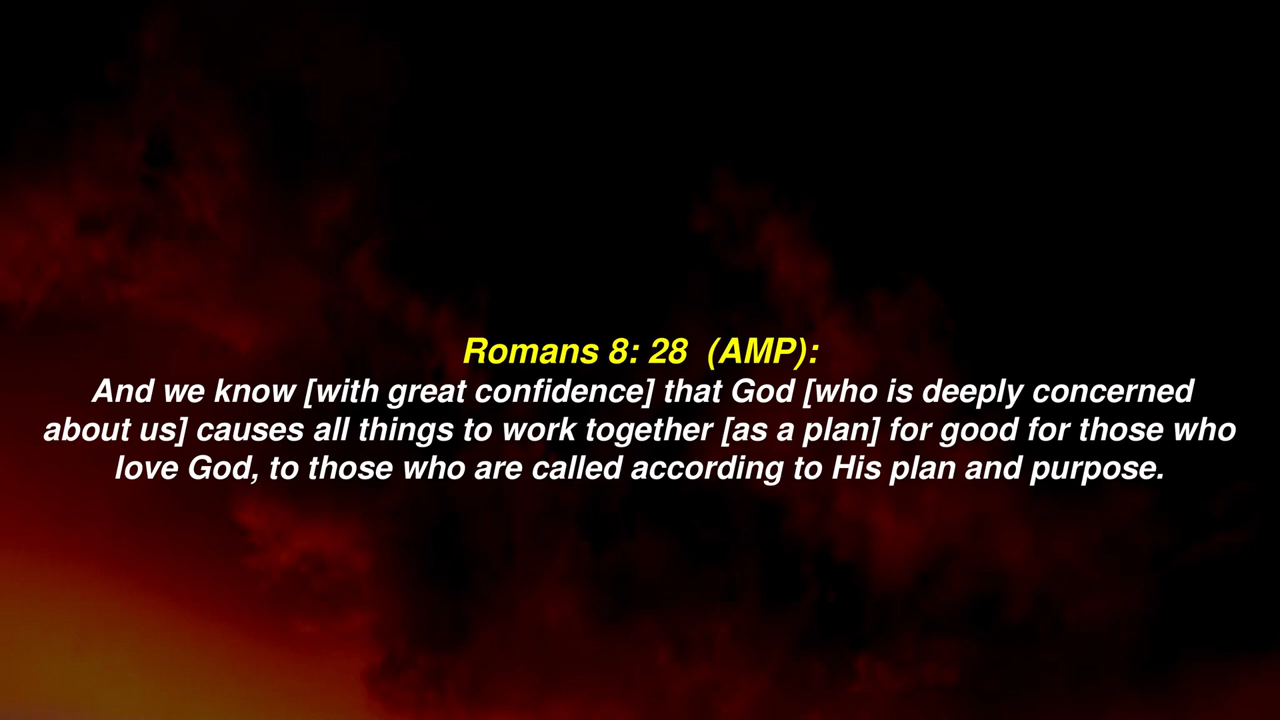 Romans 8: 28  (AMP):
And we know [with great confidence] that God [who is deeply concerned
about us] causes all things to work together [as a plan] for good for those who
love God, to those who are called according to His plan and purpose.